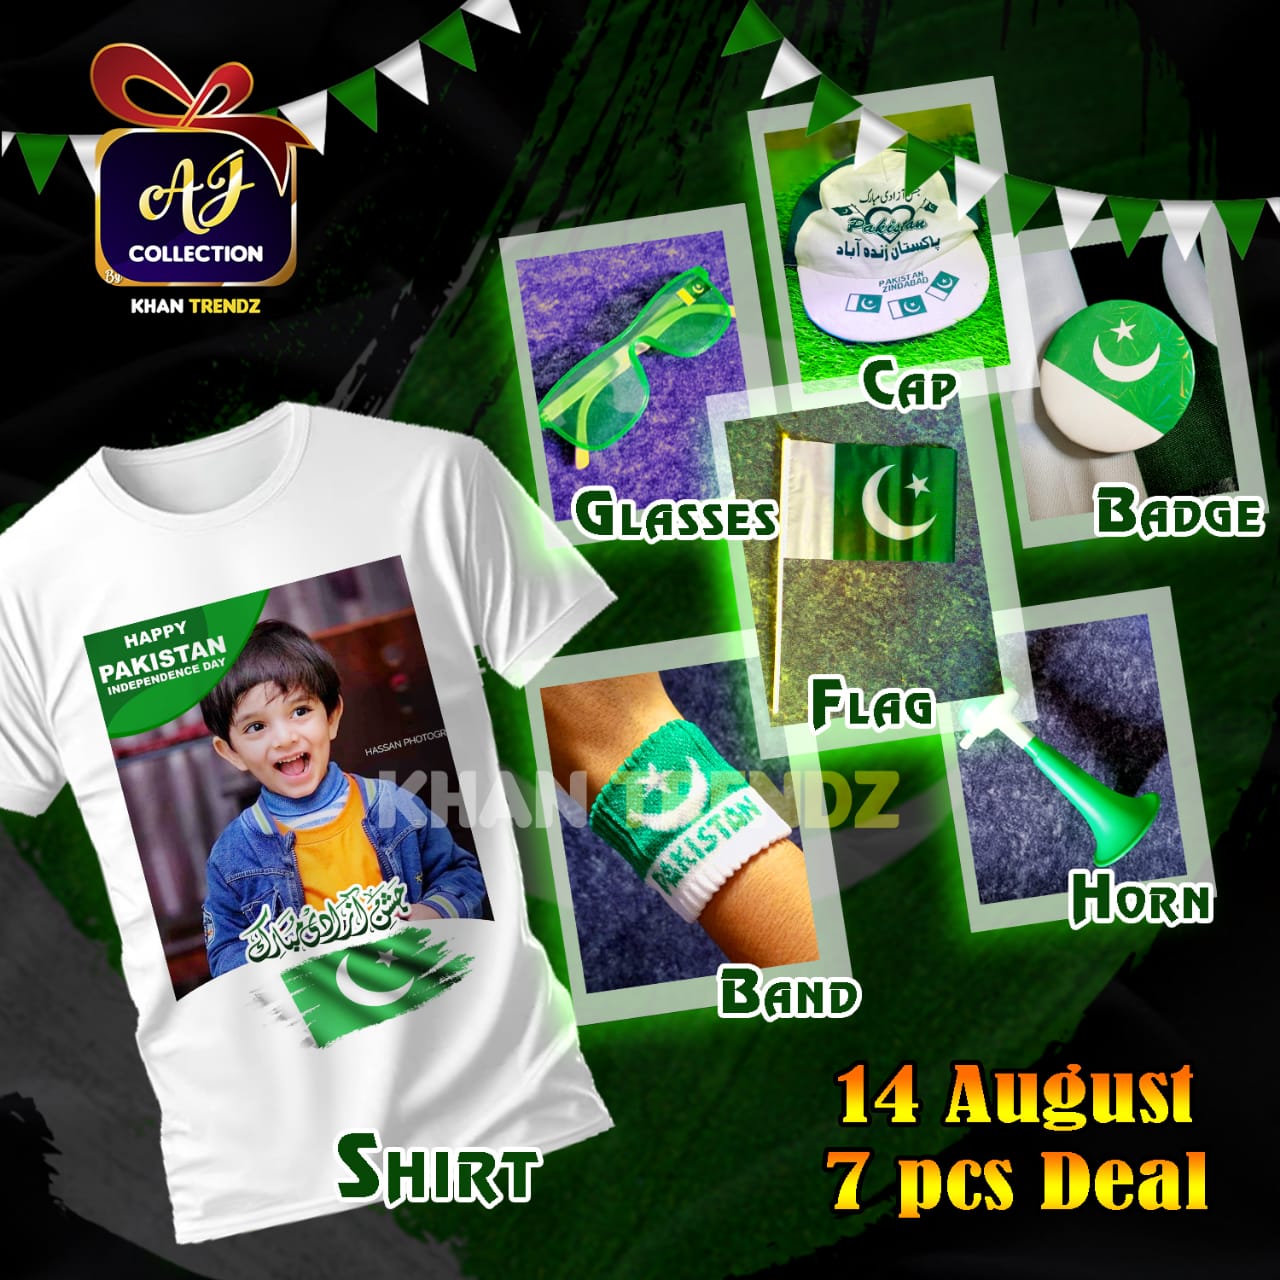 AJ
COLLECTION
By
KHAN TRENDZ
جشن آزادی مبارک
Pakistan
پاکستان زندہ آباد
PAKISTAN
ZINDABAD
CAP
GLASSES
BADGE
HAPPY
PAKISTAN
INDEPENDENCE DAY
HASSAN PHOTOGR
FLAG
KHAN TRENDZ
PAKISTAN
جشن آزادی مبارک
HORN
BAND
14 August
7 pcs Deal
SHIRT